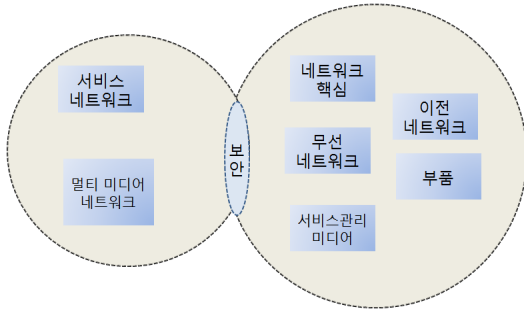 서비스
네트워크
멀티 미디어
네트워크
보
안
네트워크
핵심
무선
네트워크
서비스관리
미디어
이전
네트워크
부품